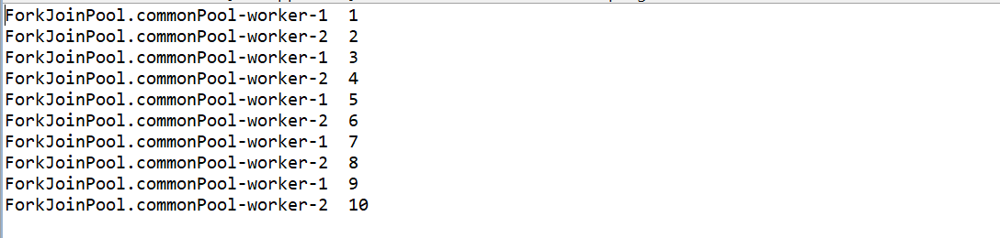 ForkJoinPool.commonPool-worker-1  1
ForkJoinPool.commonPool-worker-2  2
ForkJoinPool.commonPool-worker-1  3
ForkJoinPool.commonPool-worker-2  4
ForkJoinPool.commonPool-worker-1  5
ForkJoinPool.commonPool-worker-2  6
ForkJoinPool.commonPool-worker-1  7
ForkJoinPool.commonPool-worker-2  8
ForkJoinPool.commonPool-worker-1  9
ForkJoinPool.commonPool-worker-2  10